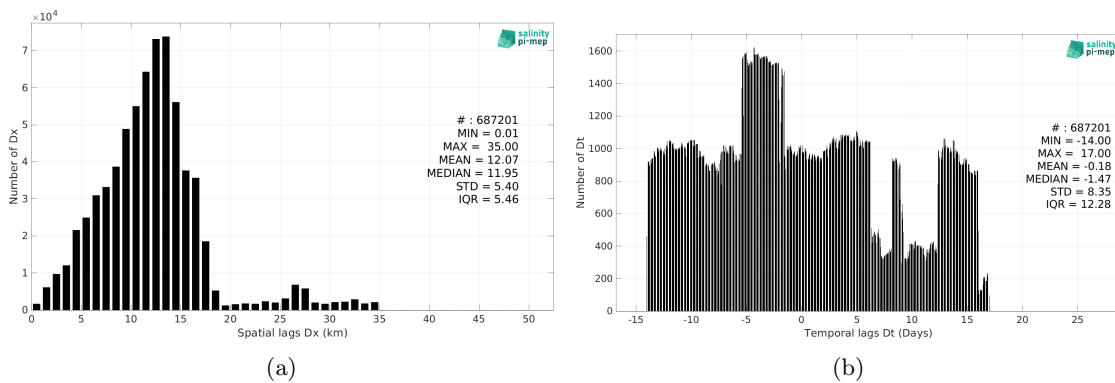 ×10⁴
7
6
5
4
3
2
1
0
Number of Dx
0 5 10 15 20 25 30 35 40 45 50
Spatial lags Dx (km)
salinity
pi-mep
# : 687201
MIN = 0.01
MAX = 35.00
MEAN = 12.07
MEDIAN = 11.95
STD = 5.40
IQR = 5.46
(a)
1600
1400
1200
1000
800
600
400
200
0
Number of Dt
-15 -10 -5 0 5 10 15 20 25
Temporal lags Dt (Days)
salinity
pi-mep
# : 687201
MIN = -14.00
MAX = 17.00
MEAN = -0.18
MEDIAN = -1.47
STD = 8.35
IQR = 12.28
(b)